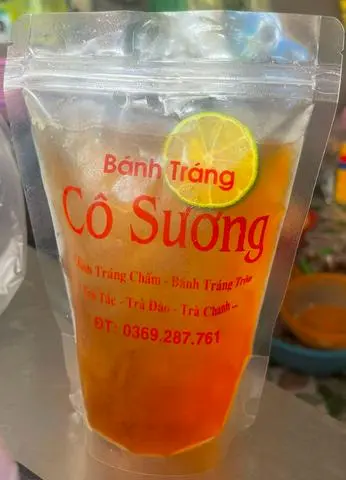 Bánh Tráng
Cô Sương
Bánh Tráng Chấm - Bánh Tráng Trộn
Trà Tắc - Trà Đào - Trà Chanh ...
ĐT: 0369.287.761